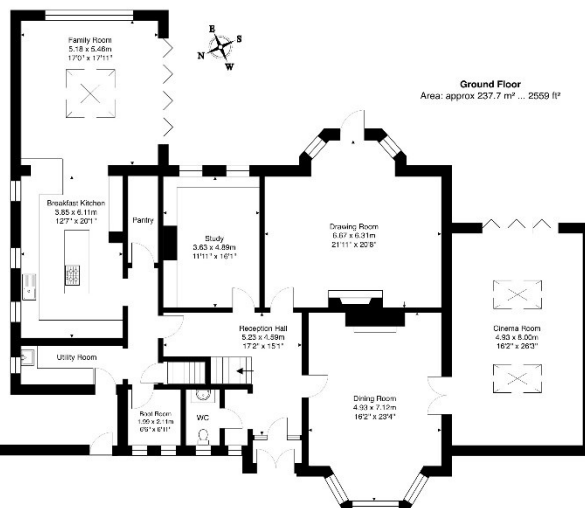 Family Room
5.18 x 5.46m
17'0" x 17'11"
E
S
N
W
Ground Floor
Area: approx 237.7 m² ... 2559 ft²
Breakfast Kitchen
3.85 x 6.11m
12'7" x 20'1"
Pantry
Study
3.63 x 4.89m
11'11" x 16'1"
Drawing Room
6.67 x 6.31m
21'11" x 20'8"
Reception Hall
5.23 x 4.59m
17'2" x 15'1"
Cinema Room
4.93 x 8.00m
16'2" x 26'3"
Utility Room
Dining Room
4.93 x 7.12m
16'2" x 23'4"
Boot Room
1.99 x 2.11m
6'6" x 6'11"
WC